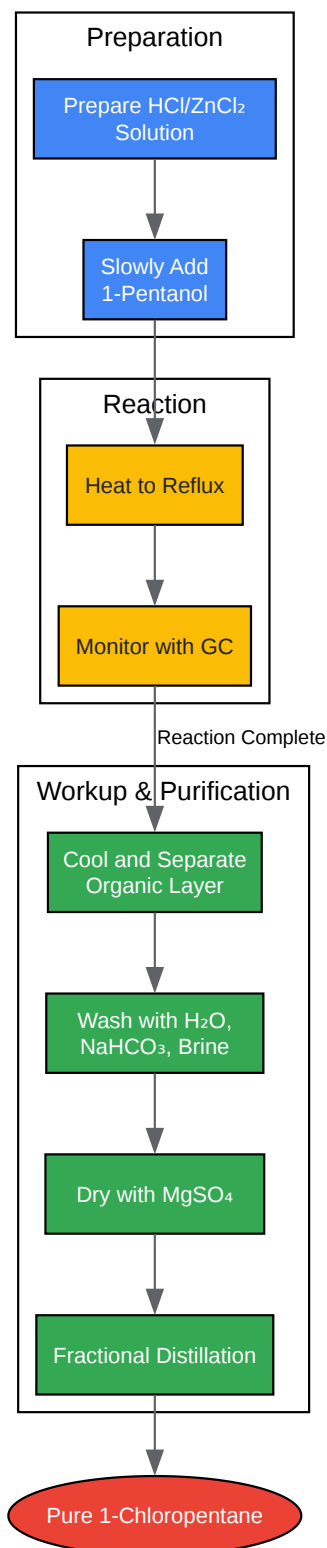 Preparation
Prepare HCl/ZnCl₂
Solution
Slowly Add
1-Pentanol
Reaction
Heat to Reflux
Monitor with GC
Reaction Complete
Workup & Purification
Cool and Separate
Organic Layer
Wash with H₂O,
NaHCO₃, Brine
Dry with MgSO₄
Fractional Distillation
Pure 1-Chloropentane